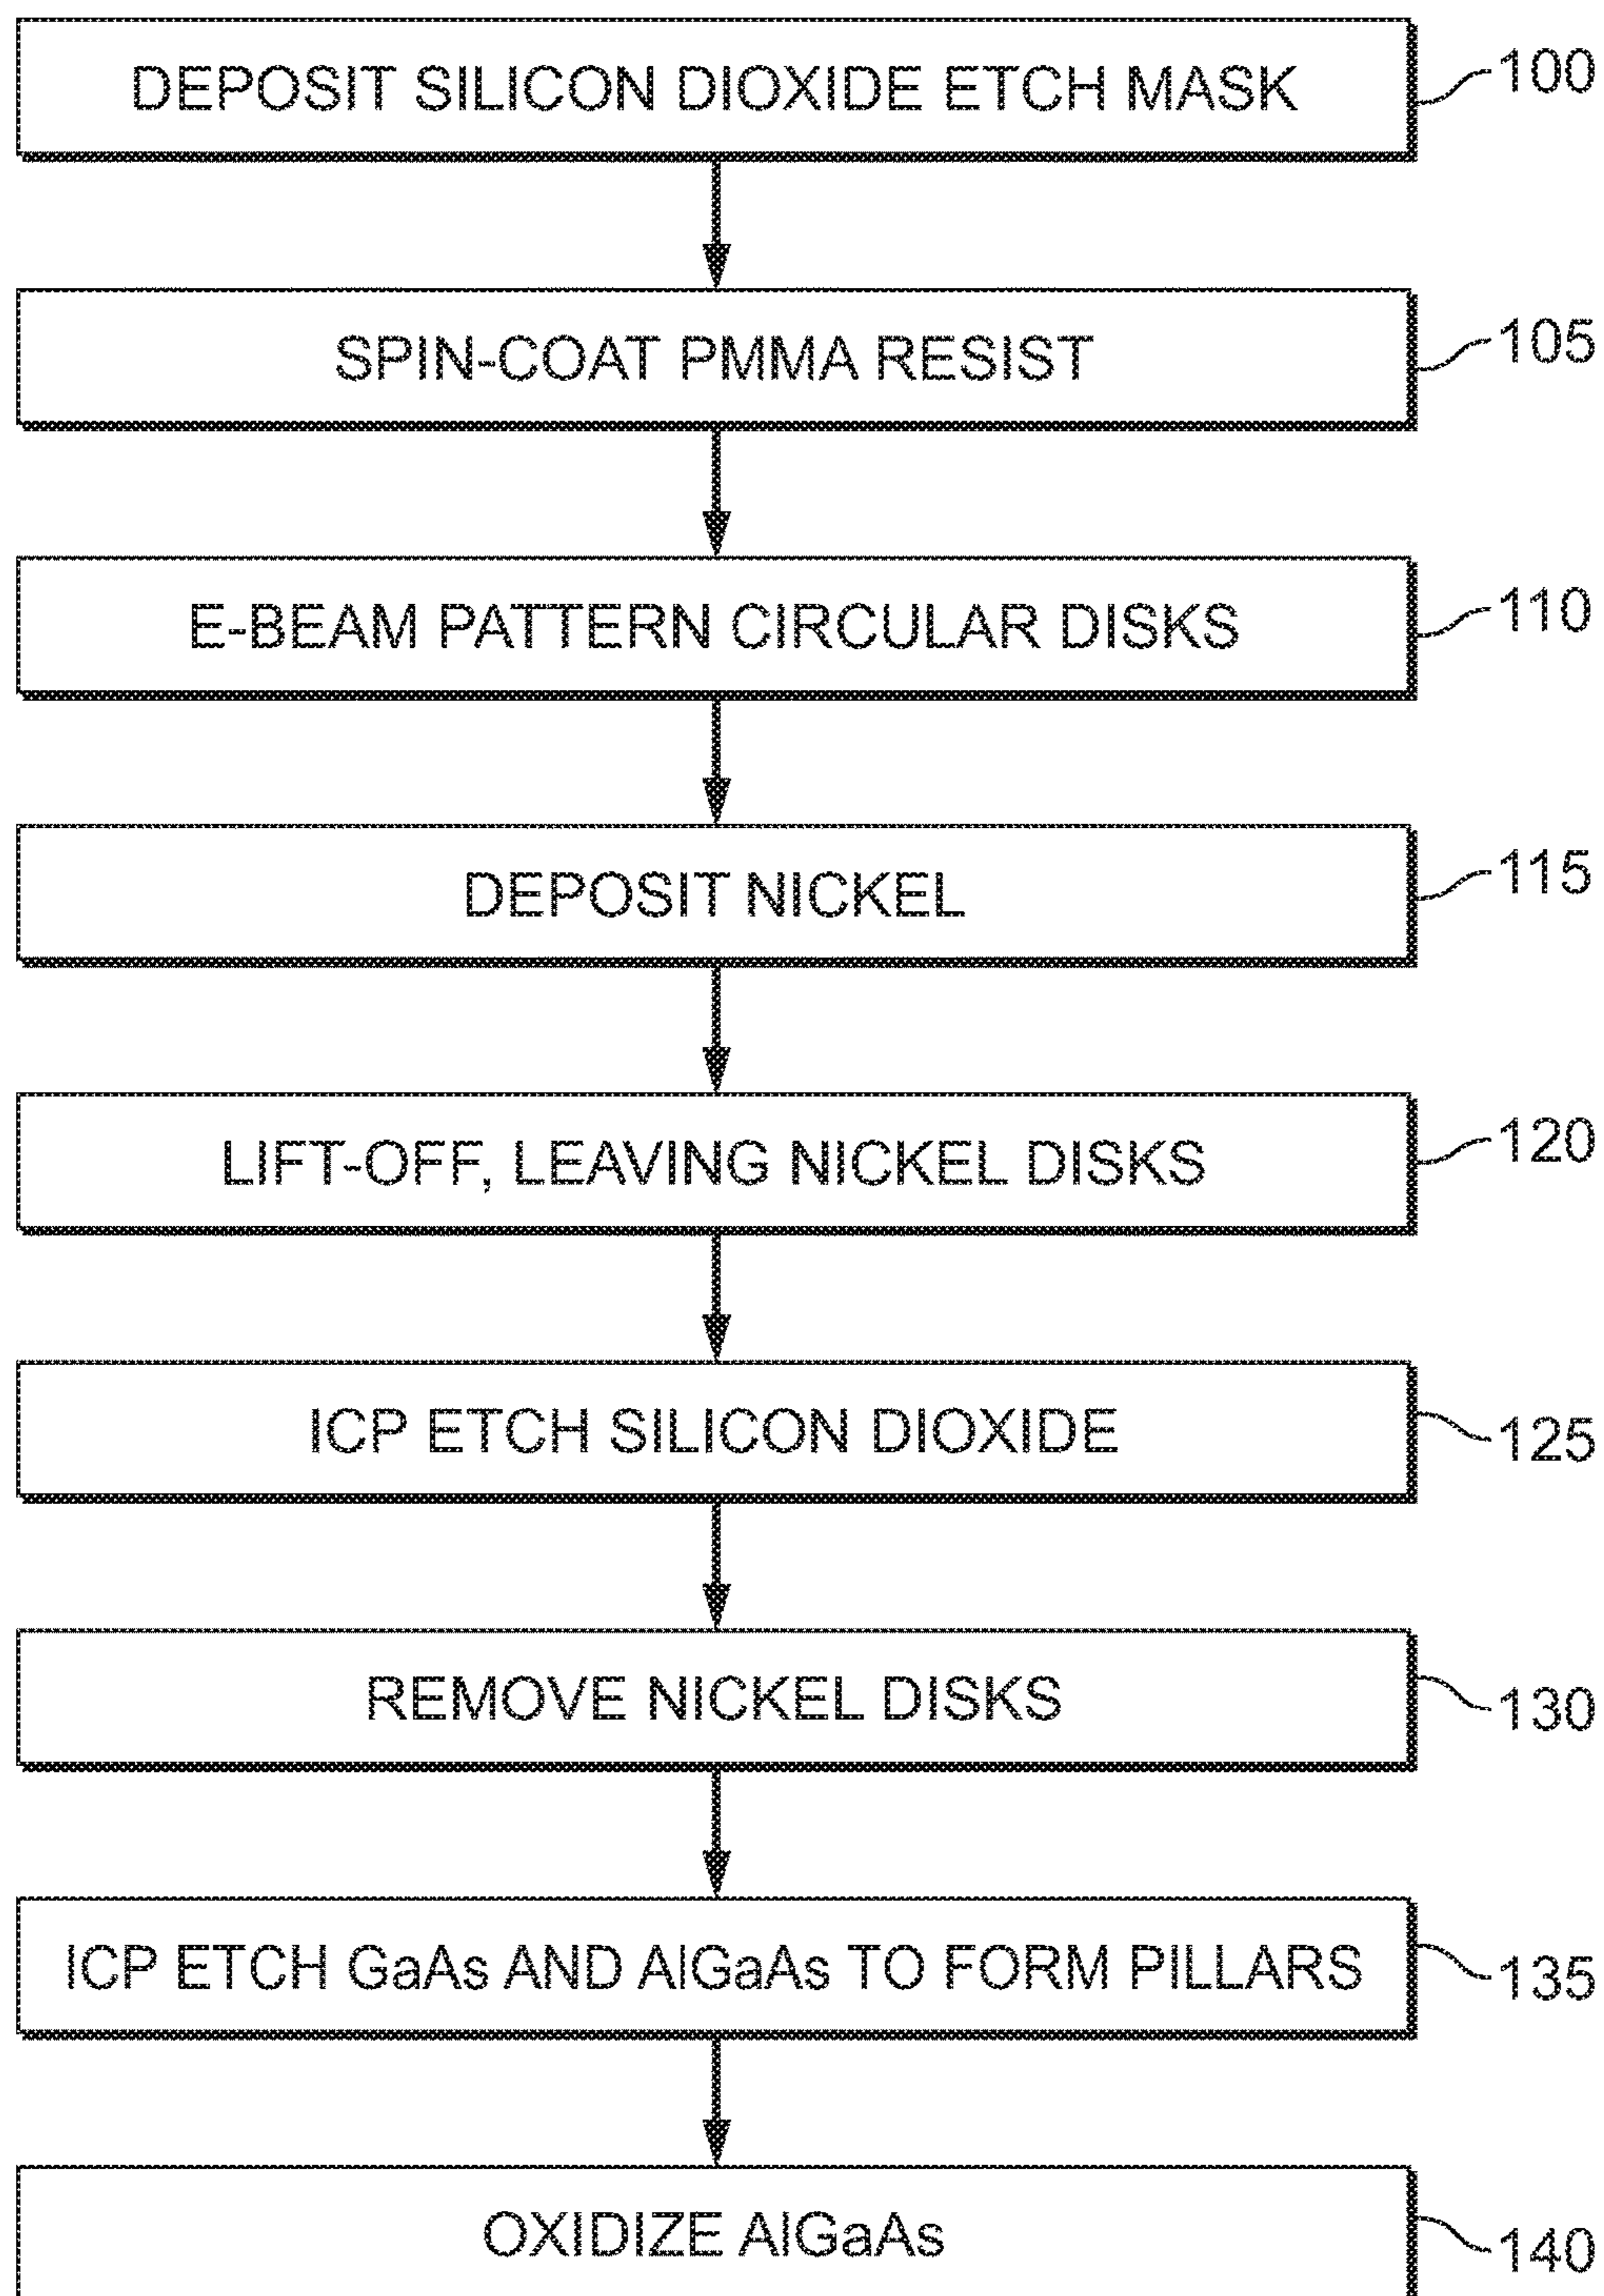 DEPOSIT SILICON DIOXIDE ETCH MASK 100
SPIN-COAT PMMA RESIST 105
E-BEAM PATTERN CIRCULAR DISKS 110
DEPOSIT NICKEL 115
LIFT-OFF, LEAVING NICKEL DISKS 120
ICP ETCH SILICON DIOXIDE 125
REMOVE NICKEL DISKS 130
ICP ETCH GaAs AND AlGaAs TO FORM PILLARS 135
OXIDIZE AlGaAs 140